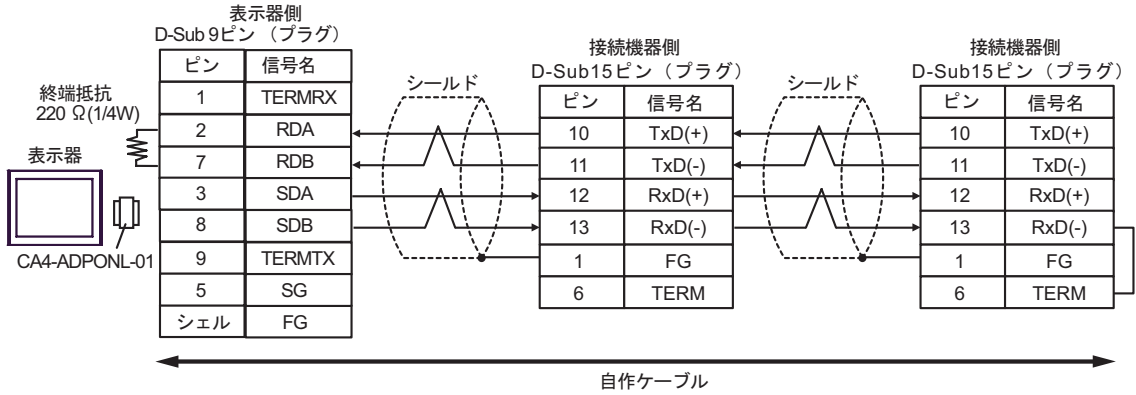 表示器側
D-Sub 9ピン （プラグ）
ピン 信号名
1 TERMRX
2 RDA
7 RDB
3 SDA
8 SDB
9 TERMTX
5 SG
シェル FG
終端抵抗
220 Ω(1/4W)
表示器
CA4-ADPONL-01
シールド
接続機器側
D-Sub15ピン（プラグ）
ピン 信号名
10 TxD(+)
11 TxD(-)
12 RxD(+)
13 RxD(-)
1 FG
6 TERM
シールド
接続機器側
D-Sub15ピン（プラグ）
ピン 信号名
10 TxD(+)
11 TxD(-)
12 RxD(+)
13 RxD(-)
1 FG
6 TERM
自作ケーブル